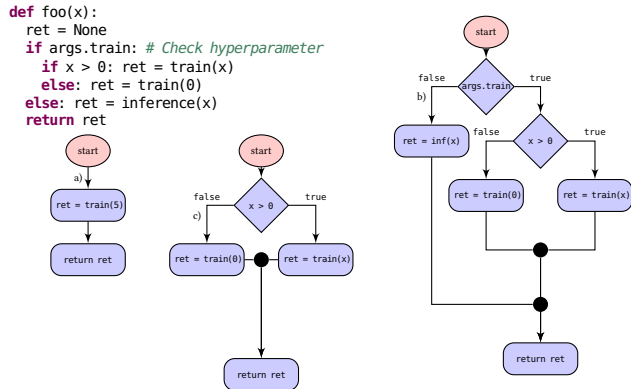 def foo(x):
ret = None
if args.train: # Check hyperparameter
if x > 0: ret = train(x)
else: ret = train(0)
else: ret = inference(x)
return ret
start
a)
ret = train(5)
return ret
start
x > 0
false
true
c)
ret = train(0)
ret = train(x)
return ret
start
args.train
false
true
b)
ret = inf(x)
x > 0
false
true
ret = train(0)
ret = train(x)
return ret